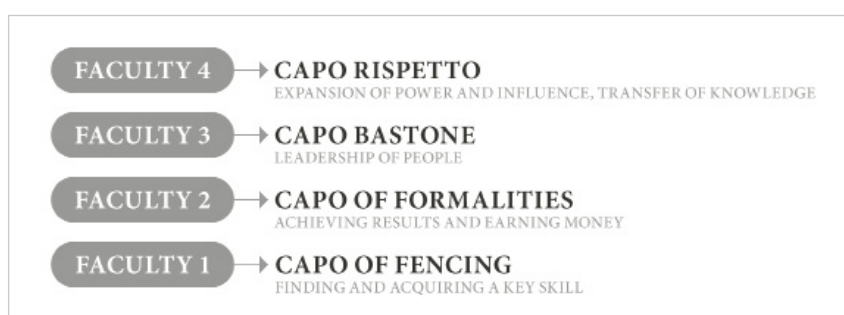 FACULTY 4 CAPO RISPETTO
EXPANSION OF POWER AND INFLUENCE, TRANSFER OF KNOWLEDGE
FACULTY 3 CAPO BASTONE
LEADERSHIP OF PEOPLE
FACULTY 2 CAPO OF FORMALITIES
ACHIEVING RESULTS AND EARNING MONEY
FACULTY 1 CAPO OF FENCING
FINDING AND ACQUIRING A KEY SKILL